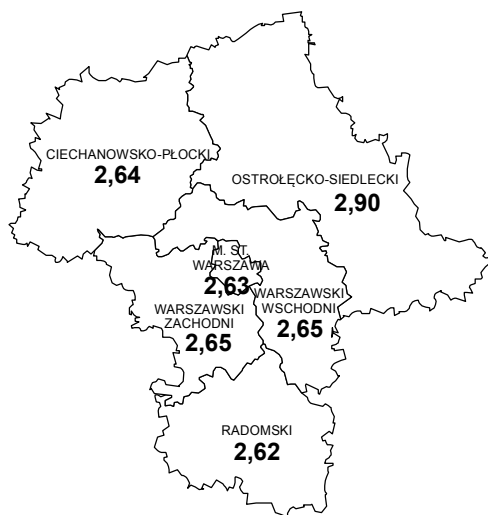 CIECHANOWSKO-PŁOCKI
2,64
OSTROŁĘCKO-SIEDLECKI
2,90
M. ST.
WARSZAWA
2,63
WARSZAWSKI
ZACHODNI
2,65
WARSZAWSKI
WSCHODNI
2,65
RADOMSKI
2,62